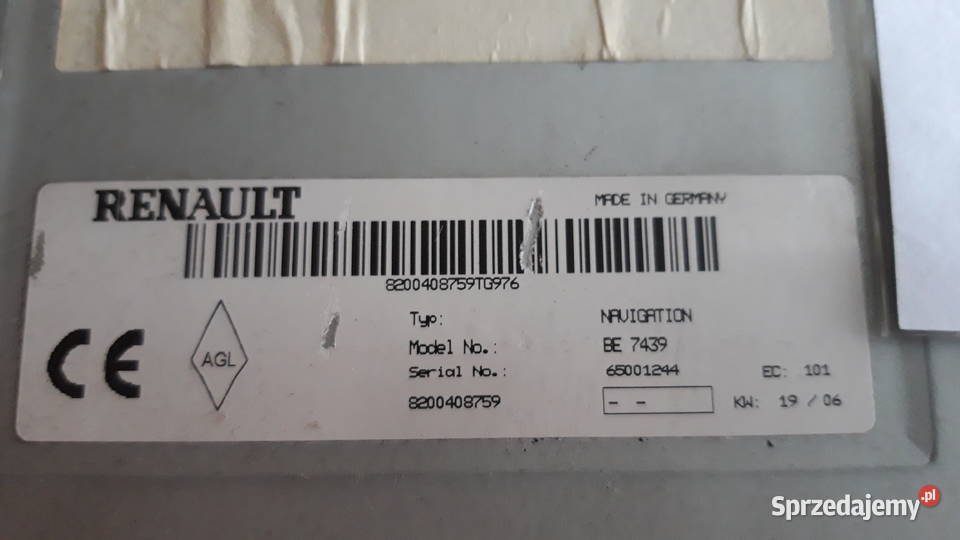 RENAULT
MADE IN GERMANY
8200408759TG976
Typ: NAVIGATION
Model No.: BE 7439
Serial No.: 65001244 EC: 101
8200408759 - - KW: 19 / 06
CE
AGL
Sprzedajemy.pl